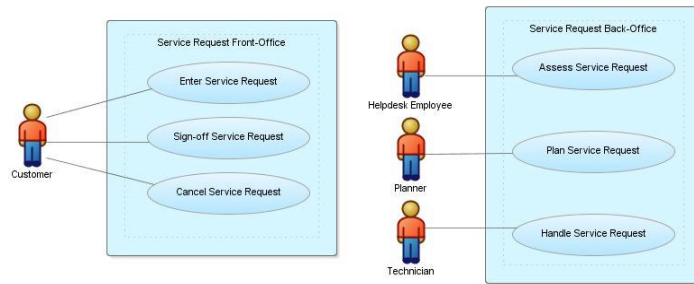 Service Request Front-Office
Enter Service Request
Sign-off Service Request
Cancel Service Request
Customer
Service Request Back-Office
Assess Service Request
Helpdesk Employee
Plan Service Request
Planner
Handle Service Request
Technician